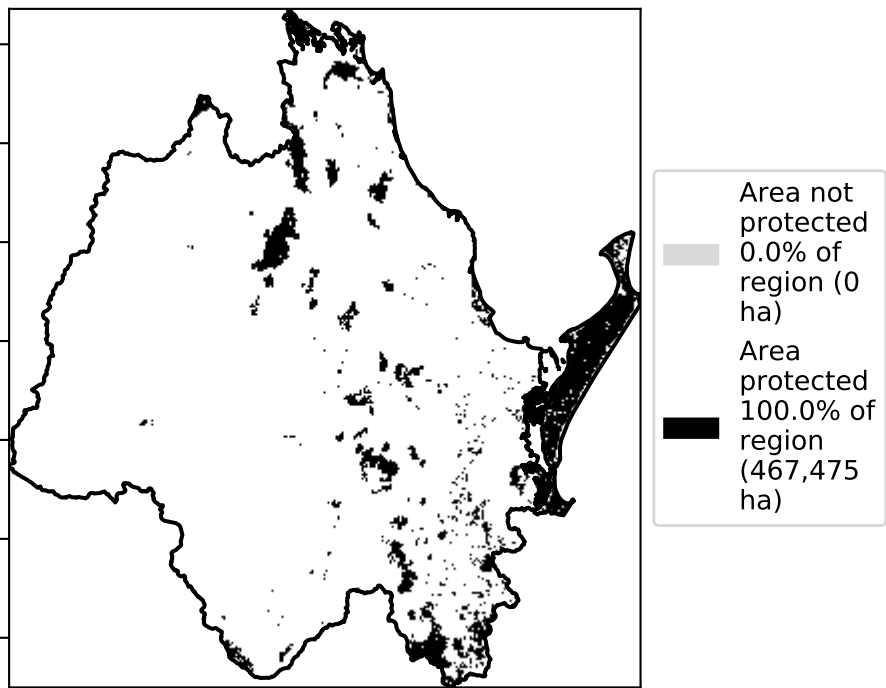 Area not
protected
0.0% of
region (0
ha)
Area
protected
100.0% of
region
(467,475
ha)